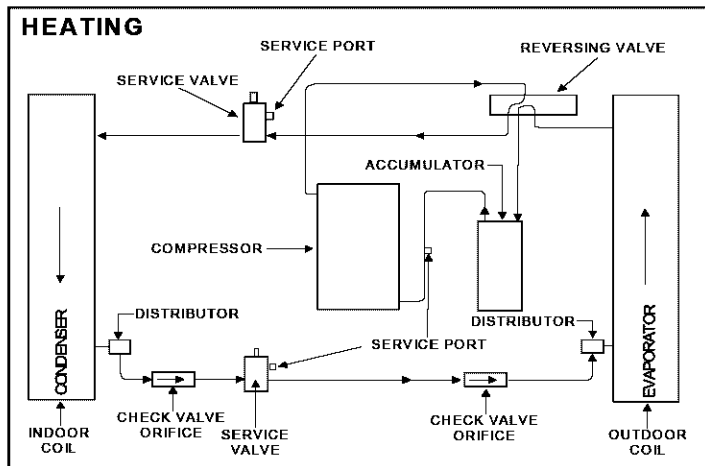 HEATING
SERVICE PORT
REVERSING VALVE
SERVICE VALVE
ACCUMULATOR
COMPRESSOR
CONDENSER
EVAPORATOR
DISTRIBUTOR
DISTRIBUTOR
SERVICE PORT
CHECK VALVE
ORIFICE
SERVICE
VALVE
CHECK VALVE
ORIFICE
INDOOR
COIL
OUTDOOR
COIL